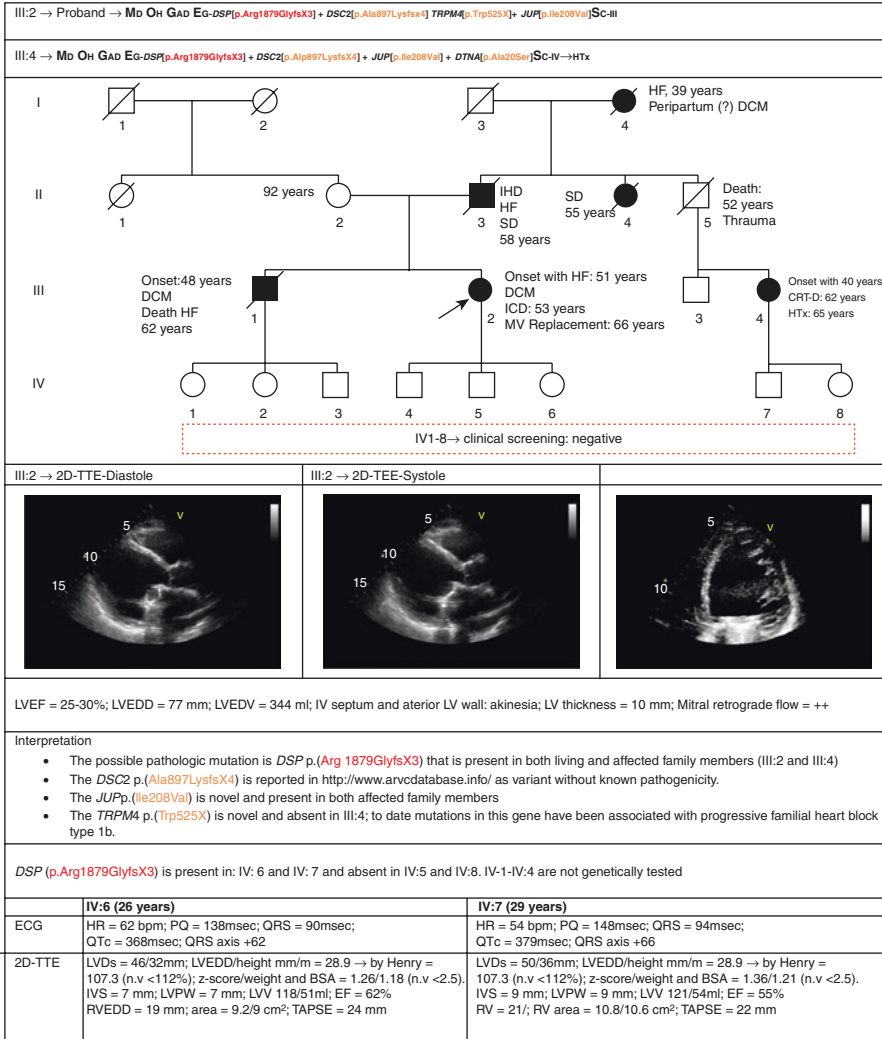 III:2 → Proband → MD OH GAD EG-DSP[p.Arg1879GlyfsX3] + DSC2[p.Ala897Lysfsx4] TRPM4[p.Trp525X]+ JUP[p.Ile208Val]SC-III
III:4 → MD OH GAD EG-DSP[p.Arg1879GlyfsX3] + DSC2[p.Alp897LysfsX4] + JUP[p.Ile208Val] + DTNA[p.Ala20Ser]SC-IV→HTx
I
1
2
3
4
HF, 39 years
Peripartum (?) DCM
II
1
92 years
2
3
IHD
HF
SD
58 years
SD
55 years
4
5
Death:
52 years
Thrauma
III
Onset:48 years
DCM
Death HF
62 years
1
2
Onset with HF: 51 years
DCM
ICD: 53 years
MV Replacement: 66 years
3
4
Onset with 40 years
CRT-D: 62 years
HTx: 65 years
IV
1
2
3
4
5
6
7
8
IV1-8→ clinical screening: negative
III:2 → 2D-TTE-Diastole
III:2 → 2D-TEE-Systole
5
10
15
V
5
10
15
V
5
10
V
LVEF = 25-30%; LVEDD = 77 mm; LVEDV = 344 ml; IV septum and aterior LV wall: akinesia; LV thickness = 10 mm; Mitral retrograde flow = ++
Interpretation
• The possible pathologic mutation is DSP p.(Arg 1879GlyfsX3) that is present in both living and affected family members (III:2 and III:4)
• The DSC2 p.(Ala897LysfsX4) is reported in http://www.arvcdatabase.info/ as variant without known pathogenicity.
• The JUPp.(Ile208Val) is novel and present in both affected family members
• The TRPM4 p.(Trp525X) is novel and absent in III:4; to date mutations in this gene have been associated with progressive familial heart block
type 1b.
DSP (p.Arg1879GlyfsX3) is present in: IV: 6 and IV: 7 and absent in IV:5 and IV:8. IV-1-IV:4 are not genetically tested
IV:6 (26 years)
IV:7 (29 years)
ECG
HR = 62 bpm; PQ = 138msec; QRS = 90msec;
QTc = 368msec; QRS axis +62
HR = 54 bpm; PQ = 148msec; QRS = 94msec;
QTc = 379msec; QRS axis +66
2D-TTE
LVDs = 46/32mm; LVEDD/height mm/m = 28.9 → by Henry =
107.3 (n.v <112%); z-score/weight and BSA = 1.26/1.18 (n.v <2.5).
IVS = 7 mm; LVPW = 7 mm; LVV 118/51ml; EF = 62%
RVEDD = 19 mm; area = 9.2/9 cm²; TAPSE = 24 mm
LVDs = 50/36mm; LVEDD/height mm/m = 28.9 → by Henry =
107.3 (n.v <112%); z-score/weight and BSA = 1.36/1.21 (n.v <2.5).
IVS = 9 mm; LVPW = 9 mm; LVV 121/54ml; EF = 55%
RV = 21/; RV area = 10.8/10.6 cm²; TAPSE = 22 mm